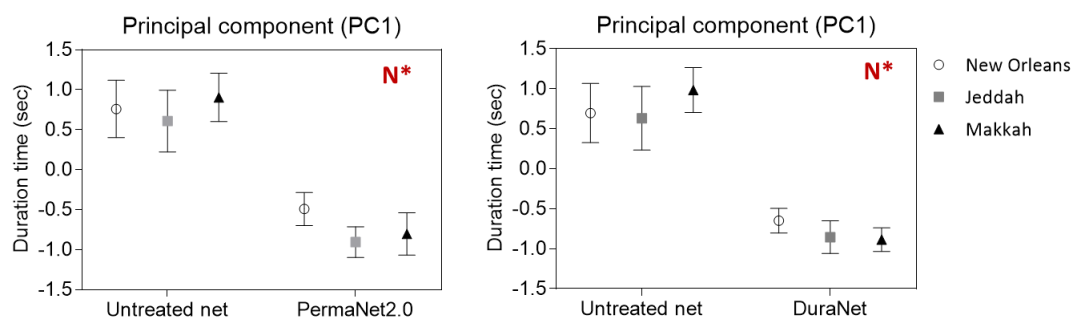 Principal component (PC1)
N*
Duration time (sec)
1.5
1.0
0.5
0.0
-0.5
-1.0
-1.5
Untreated net
PermaNet2.0
Principal component (PC1)
N*
Duration time (sec)
1.5
1.0
0.5
0.0
-0.5
-1.0
-1.5
Untreated net
DuraNet
New Orleans
Jeddah
Makkah